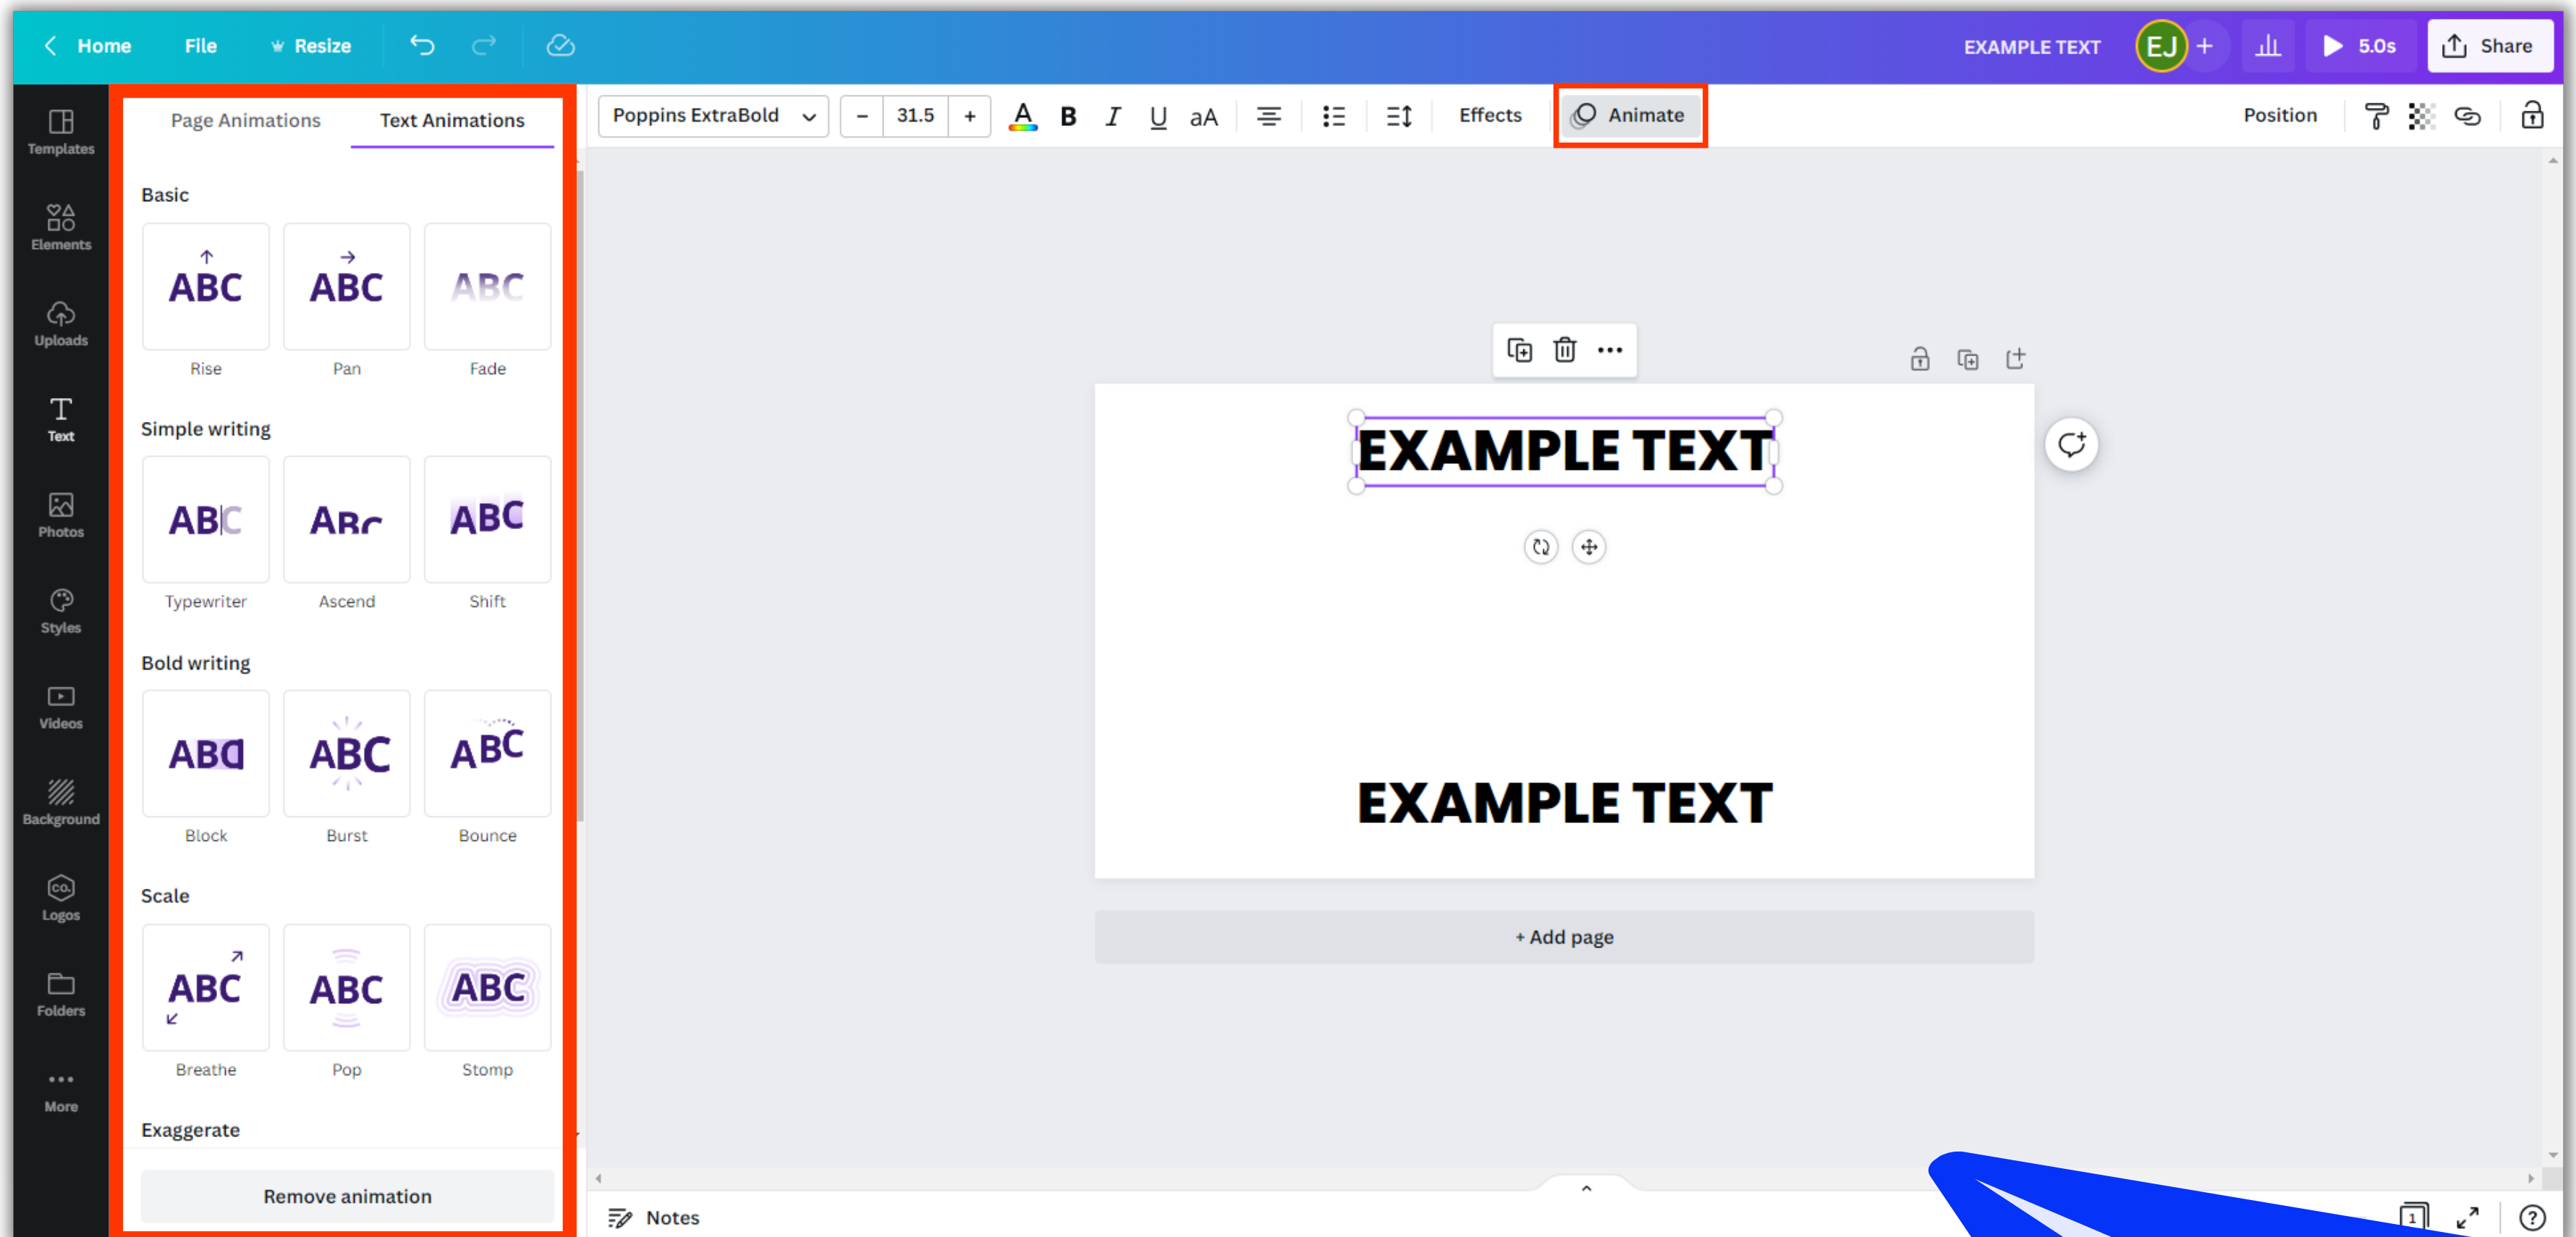 Home File Resize EXAMPLE TEXT EJ + 5.0s Share
Templates
Elements
Uploads
Text
Photos
Styles
Videos
Background
CO.
Logos
Folders
More
Page Animations Text Animations
Basic
ABC ABC ABC
Rise Pan Fade
Simple writing
ABC ABC ABC
Typewriter Ascend Shift
Bold writing
ABC ABC ABC
Block Burst Bounce
Scale
ABC ABC ABC
Breathe Pop Stomp
Exaggerate
Remove animation
Poppins ExtraBold - 31.5 + A B I U aA Effects Animate Position
EXAMPLE TEXT
EXAMPLE TEXT
+ Add page
Notes 1 ?